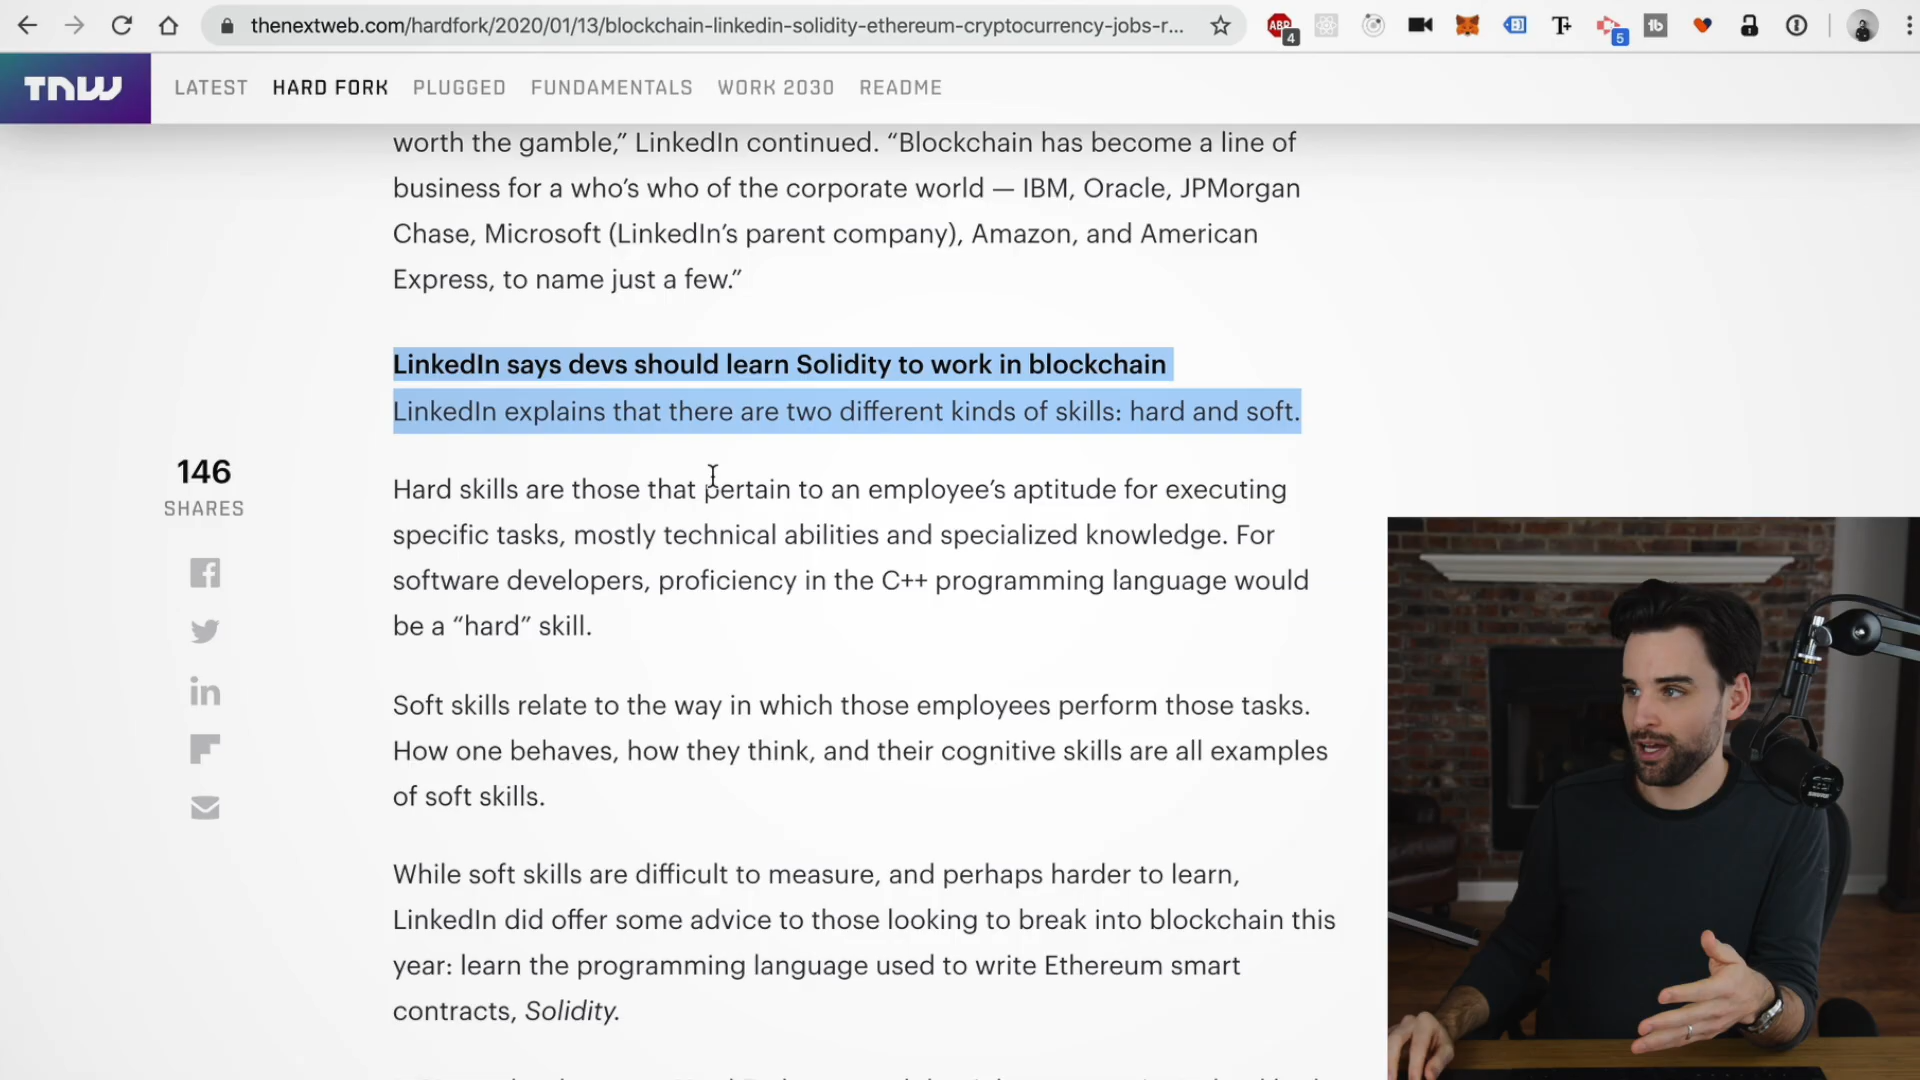 thenextweb.com/hardfork/2020/01/13/blockchain-linkedin-solidity-ethereum-cryptocurrency-jobs-r...
ABP
4
5
tb
TNW
LATEST HARD FORK PLUGGED FUNDAMENTALS WORK 2030 README
worth the gamble,” LinkedIn continued. “Blockchain has become a line of
business for a who’s who of the corporate world — IBM, Oracle, JPMorgan
Chase, Microsoft (LinkedIn’s parent company), Amazon, and American
Express, to name just a few.”
LinkedIn says devs should learn Solidity to work in blockchain
LinkedIn explains that there are two different kinds of skills: hard and soft.
146
SHARES
Hard skills are those that pertain to an employee’s aptitude for executing
specific tasks, mostly technical abilities and specialized knowledge. For
software developers, proficiency in the C++ programming language would
be a “hard” skill.
Soft skills relate to the way in which those employees perform those tasks.
How one behaves, how they think, and their cognitive skills are all examples
of soft skills.
While soft skills are difficult to measure, and perhaps harder to learn,
LinkedIn did offer some advice to those looking to break into blockchain this
year: learn the programming language used to write Ethereum smart
contracts, Solidity.